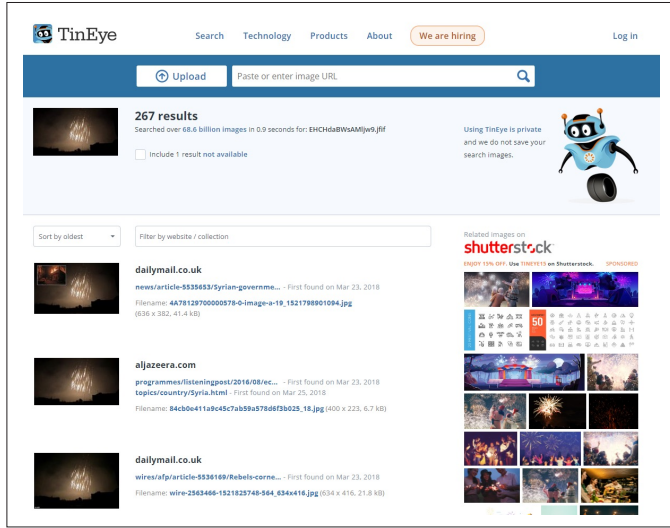 TinEye
Search Technology Products About We are hiring Log in
Upload Paste or enter image URL
267 results
Searched over 68.6 billion images in 0.9 seconds for: EHCHdaBWsAMljw9.jfif
Include 1 result not available
Using TinEye is private
and we do not save your
search images.
Sort by oldest Filter by website / collection
dailymail.co.uk
news/article-5535653/Syrian-governme... - First found on Mar 23, 2018
Filename: 4A78129700000578-0-image-a-19_1521798901094.jpg
(636 x 382, 41.4 kB)
aljazeera.com
programmes/listeningpost/2016/08/ec... - First found on Mar 23, 2018
topics/country/Syria.html - First found on Mar 25, 2018
Filename: 84cb0e411a9c45c7ab59a578d6f3b025_18.jpg (400 x 223, 6.7 kB)
dailymail.co.uk
wires/afp/article-5536169/Rebels-corne... - First found on Mar 23, 2018
Filename: wire-2563466-1521825748-564_634x416.jpg (634 x 416, 21.8 kB)
Related images on
shutterstock
ENJOY 15% OFF. Use TINEYE15 on Shutterstock. SPONSORED
50